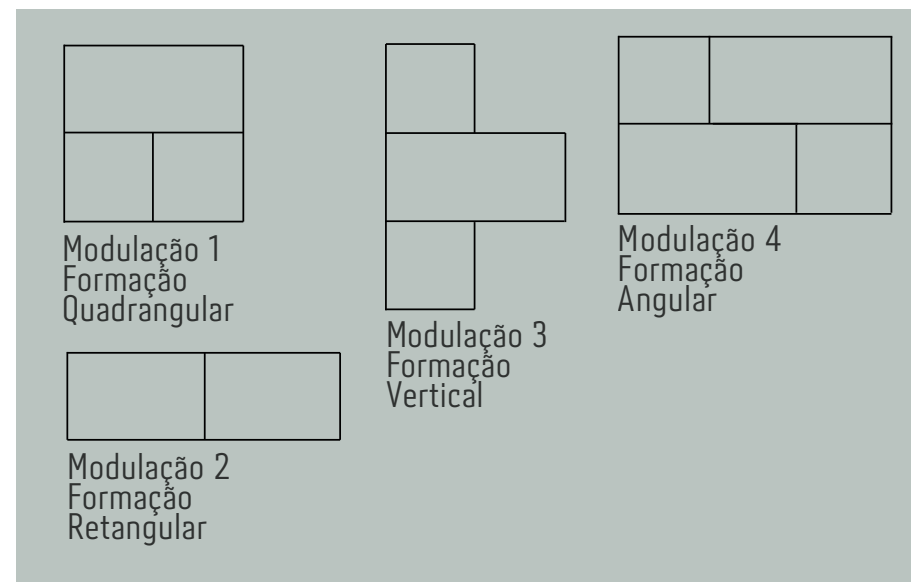 Modulação 1
Formação
Quadrangular
Modulação 2
Formação
Retangular
Modulação 3
Formação
Vertical
Modulação 4
Formação
Angular